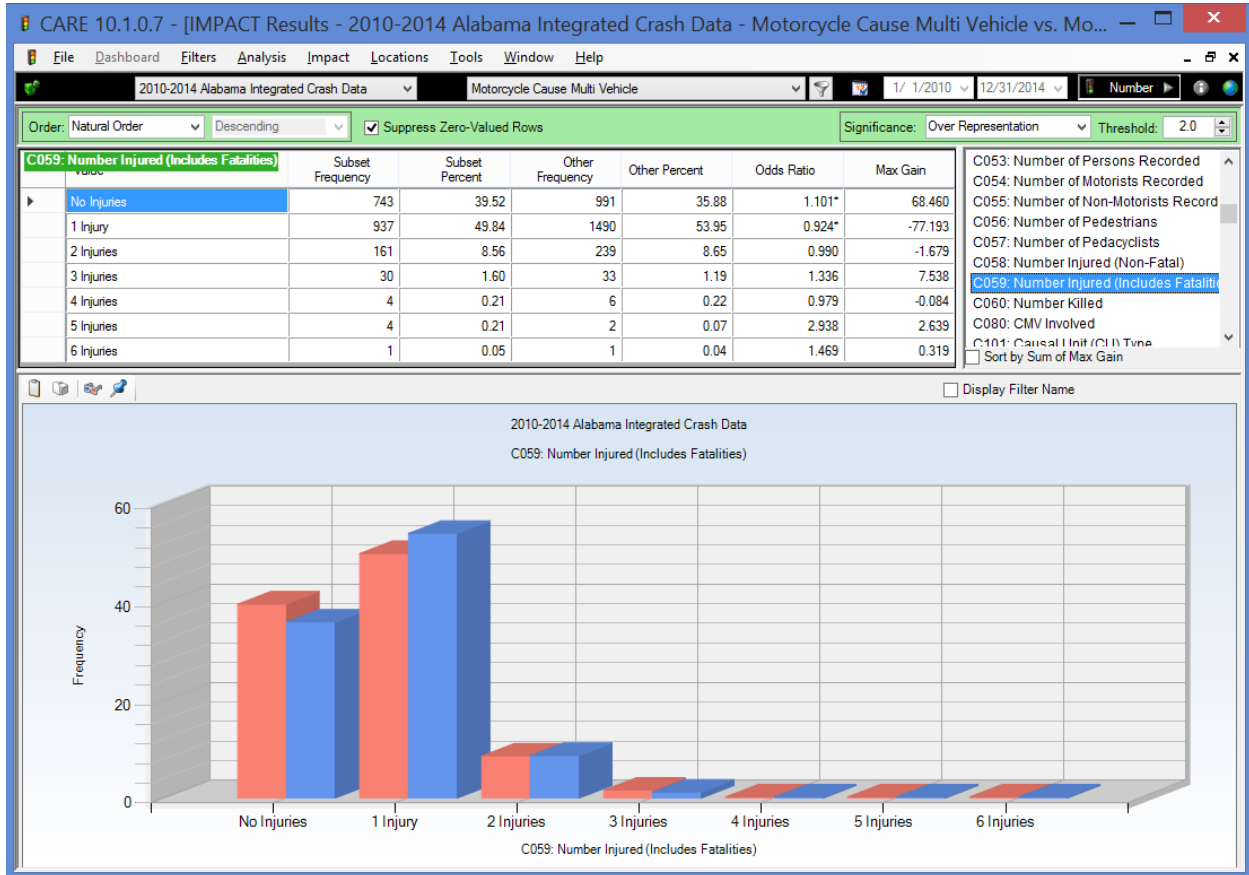 CARE 10.1.0.7 - [IMPACT Results - 2010-2014 Alabama Integrated Crash Data - Motorcycle Cause Multi Vehicle vs. Mo...
File Dashboard Filters Analysis Impact Locations Tools Window Help
2010-2014 Alabama Integrated Crash Data Motorcycle Cause Multi Vehicle 1/ 1/2010 12/31/2014 Number
Order: Natural Order Descending Suppress Zero-Valued Rows Significance: Over Representation Threshold: 2.0
C059: Number Injured (Includes Fatalities) Subset Frequency Subset Percent Other Frequency Other Percent Odds Ratio Max Gain
No Injuries 743 39.52 991 35.88 1.101* 68.460
1 Injury 937 49.84 1490 53.95 0.924* -77.193
2 Injuries 161 8.56 239 8.65 0.990 -1.679
3 Injuries 30 1.60 33 1.19 1.336 7.538
4 Injuries 4 0.21 6 0.22 0.979 -0.084
5 Injuries 4 0.21 2 0.07 2.938 2.639
6 Injuries 1 0.05 1 0.04 1.469 0.319
C053: Number of Persons Recorded
C054: Number of Motorists Recorded
C055: Number of Non-Motorists Record
C056: Number of Pedestrians
C057: Number of Pedacyclists
C058: Number Injured (Non-Fatal)
C059: Number Injured (Includes Fataliti
C060: Number Killed
C080: CMV Involved
C101: Causal Unit (CU) Type
Sort by Sum of Max Gain
Display Filter Name
2010-2014 Alabama Integrated Crash Data
C059: Number Injured (Includes Fatalities)
60
40
20
0
Frequency
No Injuries 1 Injury 2 Injuries 3 Injuries 4 Injuries 5 Injuries 6 Injuries
C059: Number Injured (Includes Fatalities)